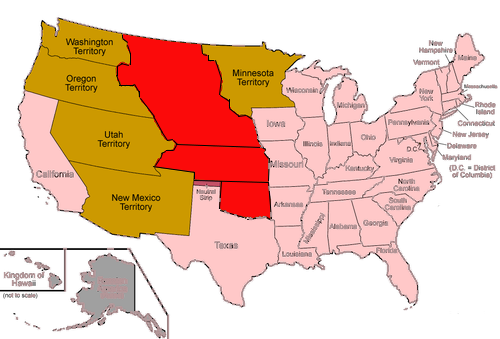 Washington
Territory
Oregon
Territory
Minnesota
Territory
Utah
Territory
New Mexico
Territory
California
Neutral
Strip
Texas
Wisconsin
Michigan
Iowa
Illinois
Indiana
Ohio
Missouri
Kentucky
Arkansas
Tennessee
Mississippi
Alabama
Georgia
Louisiana
Florida
North
Carolina
South
Carolina
Virginia
D.C.
Pennsylvania
New
York
New
Hampshire
Vermont
Maine
Massachusetts
Rhode
Island
Connecticut
New Jersey
Delaware
Maryland
(D.C. = District
of Columbia)
Kingdom of
Hawaii
(not to scale)